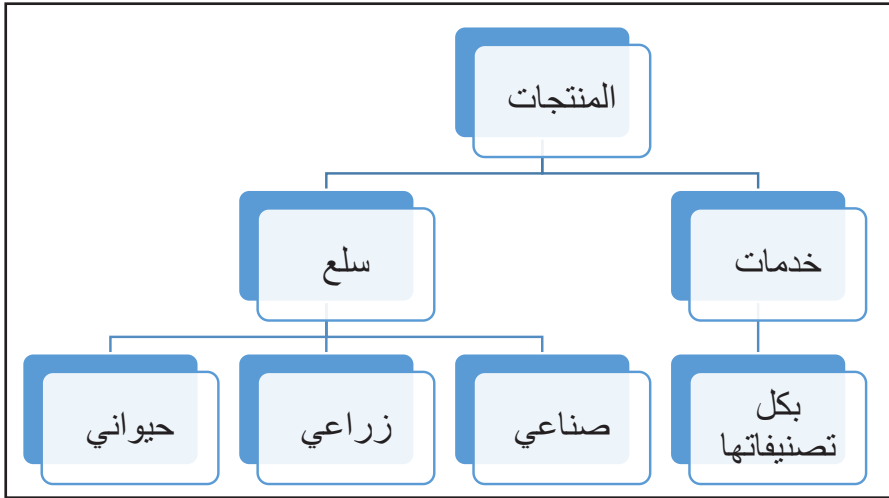 المنتجات
خدمات
سلع
بكل
تصنيفاتها
صناعي
زراعي
حيواني